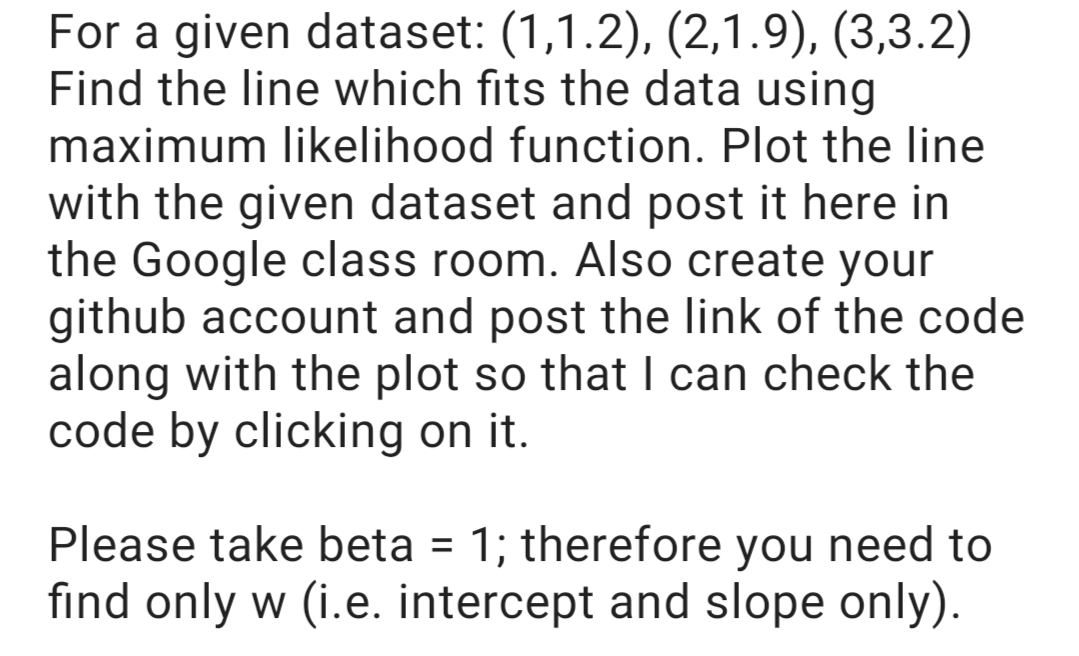 For a given dataset: (1,1.2), (2,1.9), (3,3.2)
Find the line which fits the data using
maximum likelihood function. Plot the line
with the given dataset and post it here in
the Google class room. Also create your
github account and post the link of the code
along with the plot so that I can check the
code by clicking on it.
Please take beta = 1; therefore you need to
find only w (i.e. intercept and slope only).